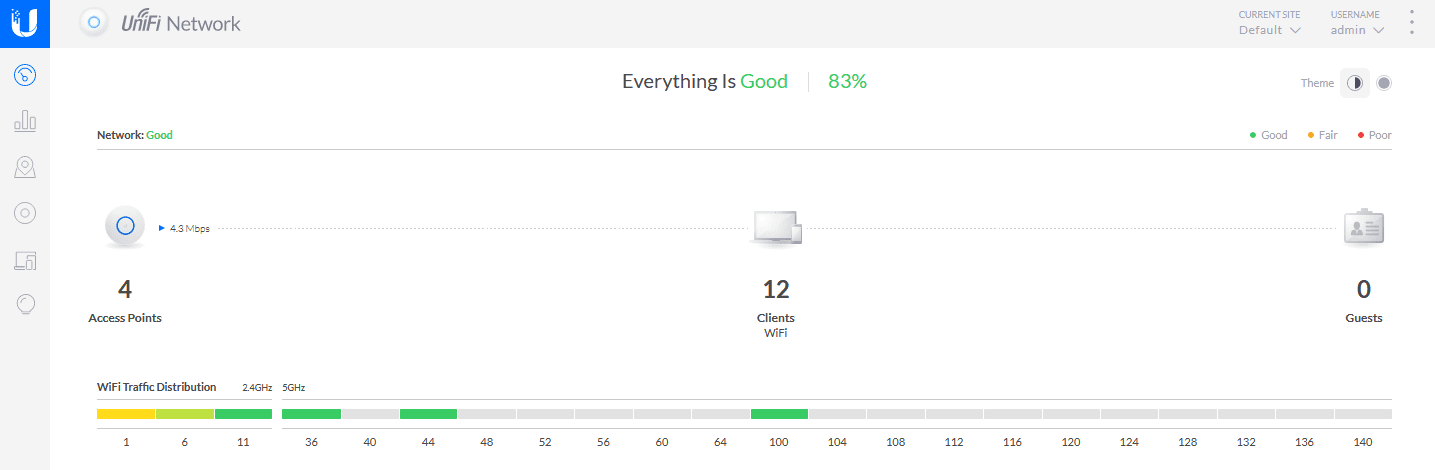 UniFi Network
CURRENT SITE
Default
USERNAME
admin
Everything Is Good
83%
Theme
Network: Good
Good
Fair
Poor
4.3 Mbps
4
Access Points
12
Clients
WiFi
0
Guests
WiFi Traffic Distribution
2.4GHz
5GHz
1 6 11 36 40 44 48 52 56 60 64 100 104 108 112 116 120 124 128 132 136 140